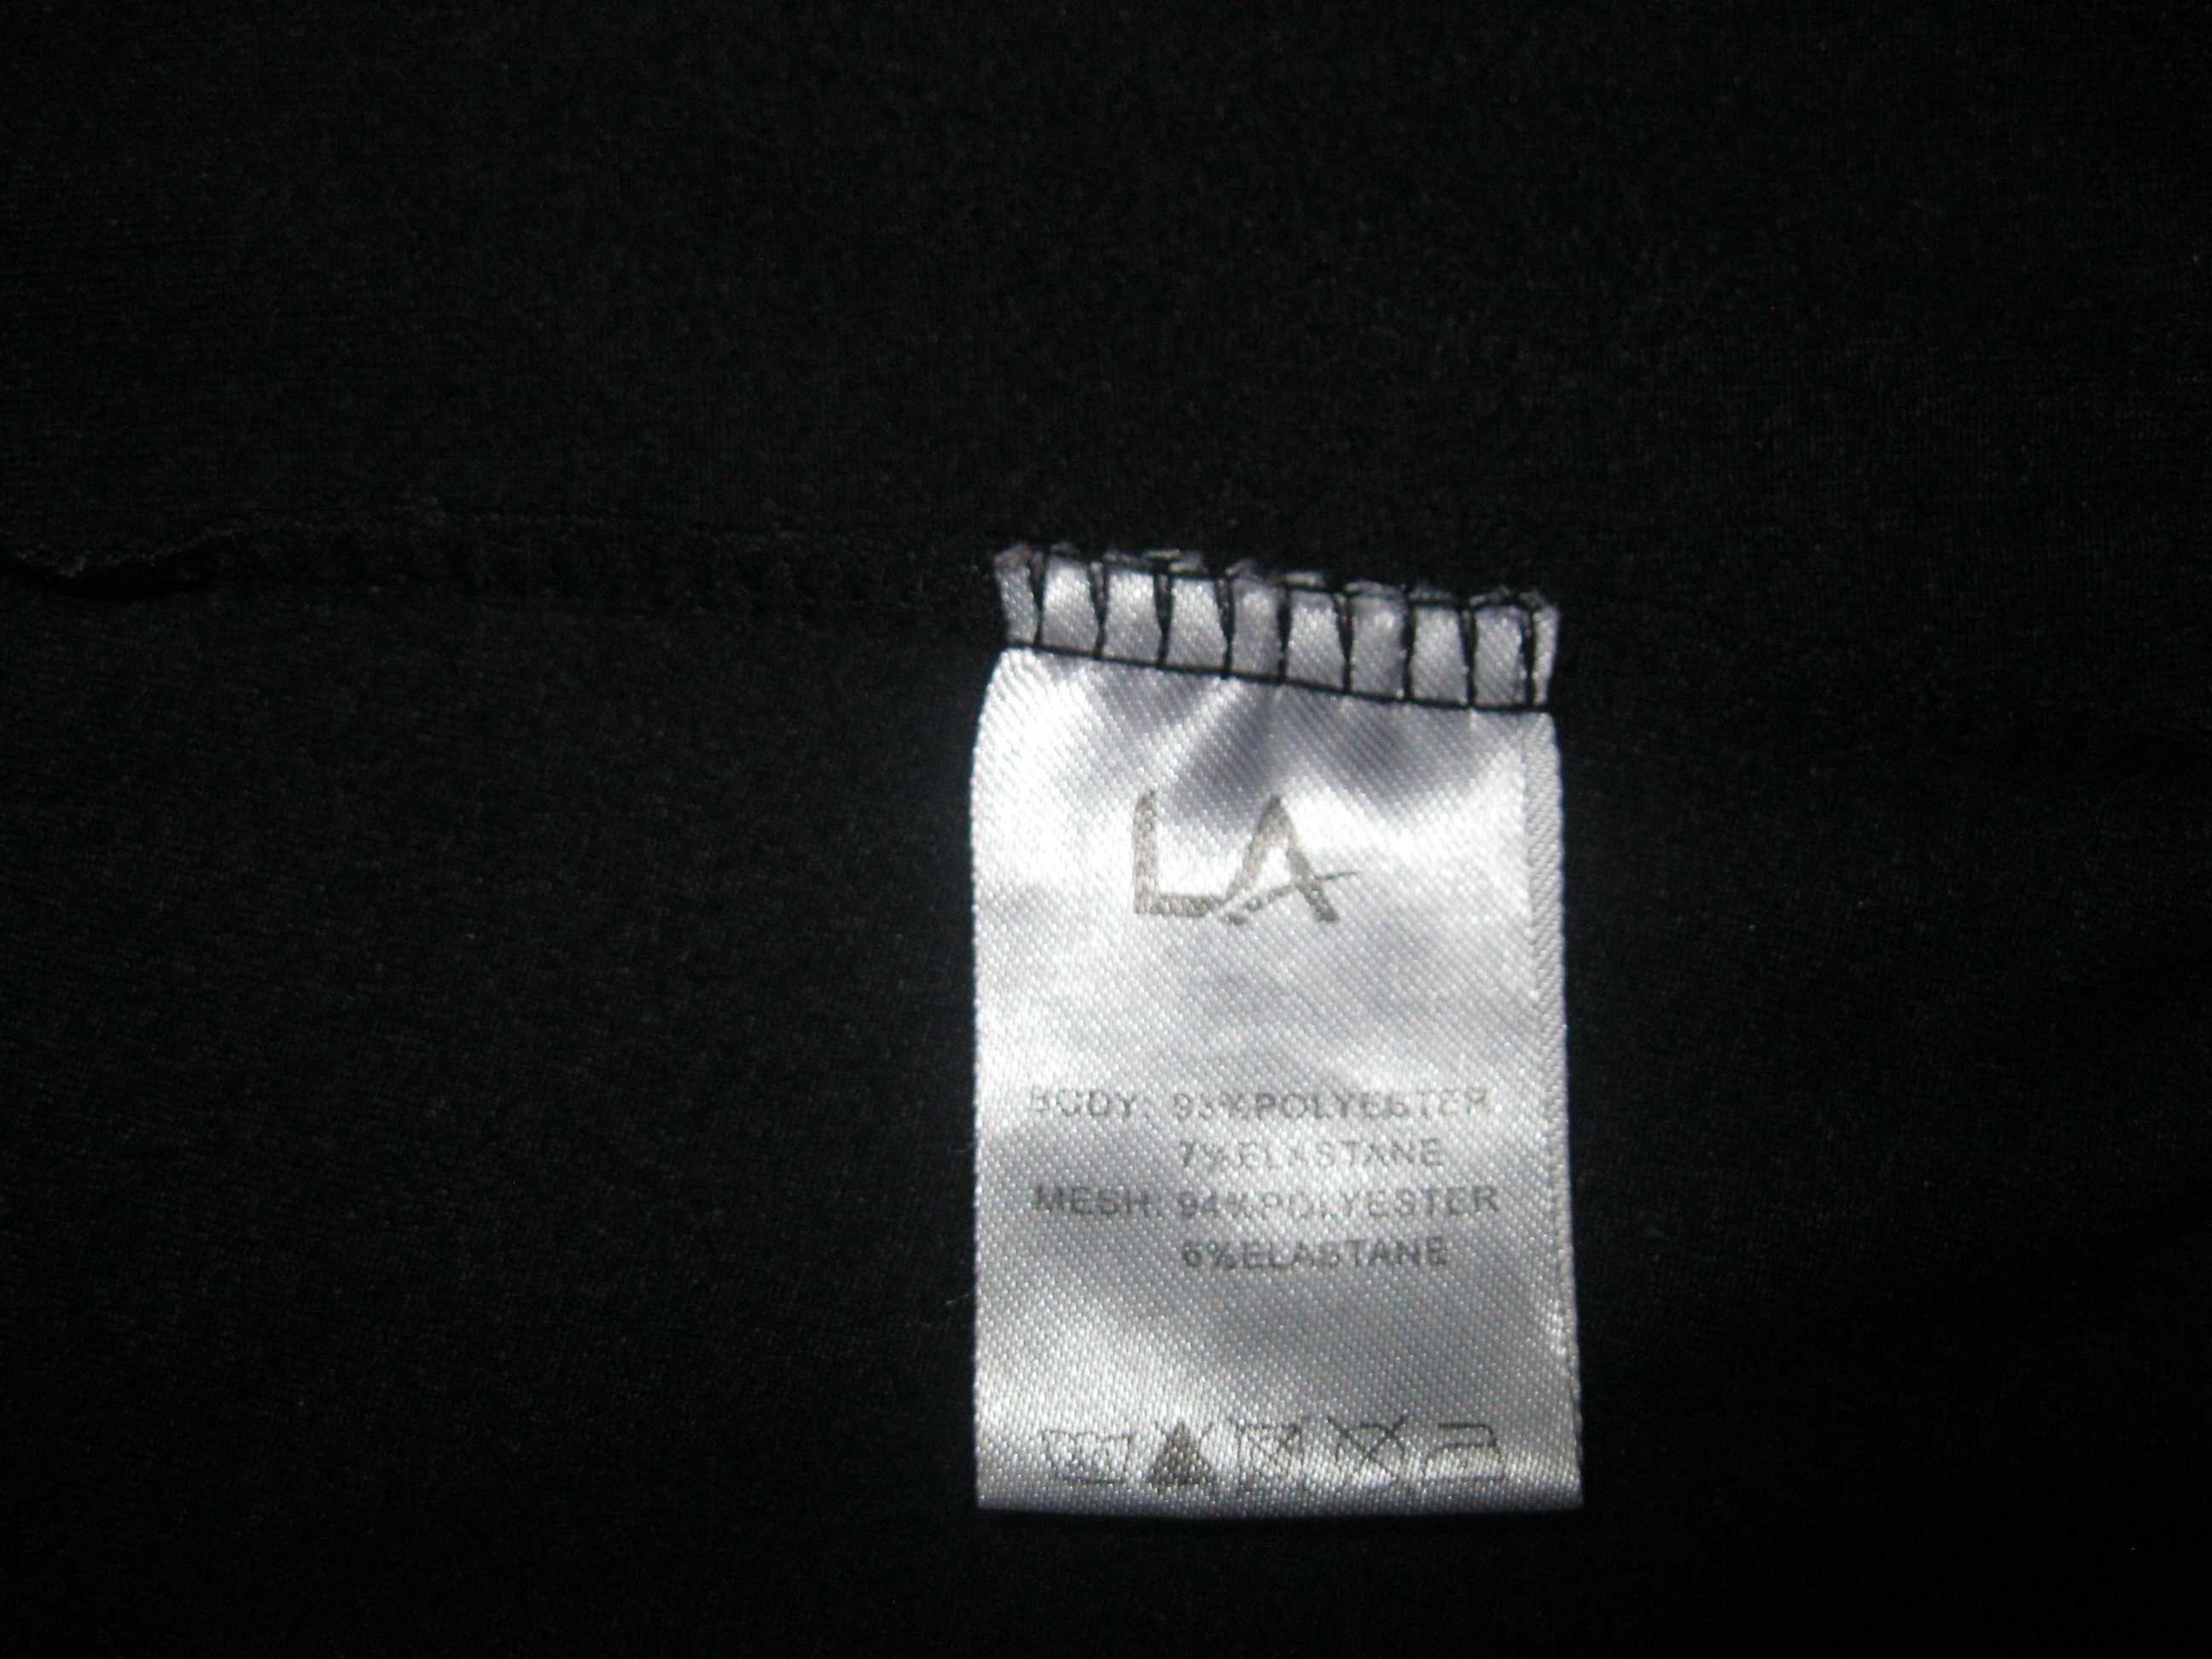 LA
BODY: 93%POLYESTER
7%ELASTANE
MESH: 94%POLYESTER
6%ELASTANE